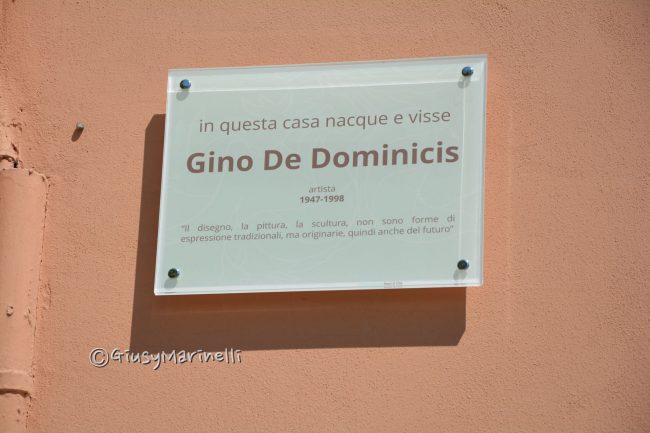 in questa casa nacque e visse
Gino De Dominicis
artista
1947-1998
"Il disegno, la pittura, la scultura, non sono forme di
espressione tradizionali, ma originarie, quindi anche del futuro"
©GiusyMarinelli